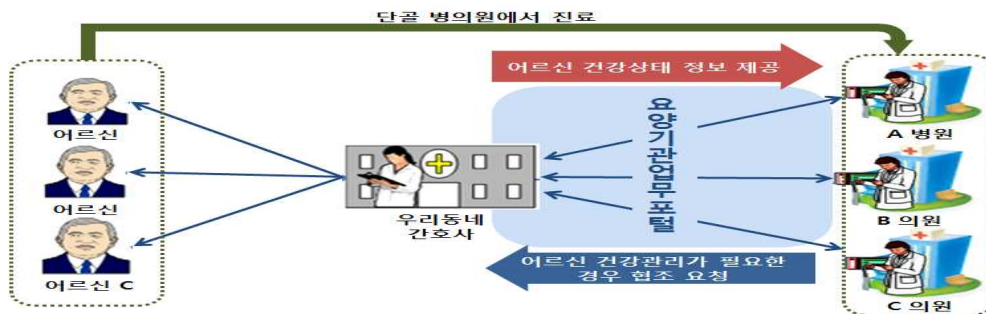 단골 병의원에서 진료
어르신 건강상태 정보 제공
어르신
어르신
어르신 C
우리동네
간호사
요양기관업무포털
A 병원
B 의원
C 의원
어르신 건강관리가 필요한
경우 협조 요청